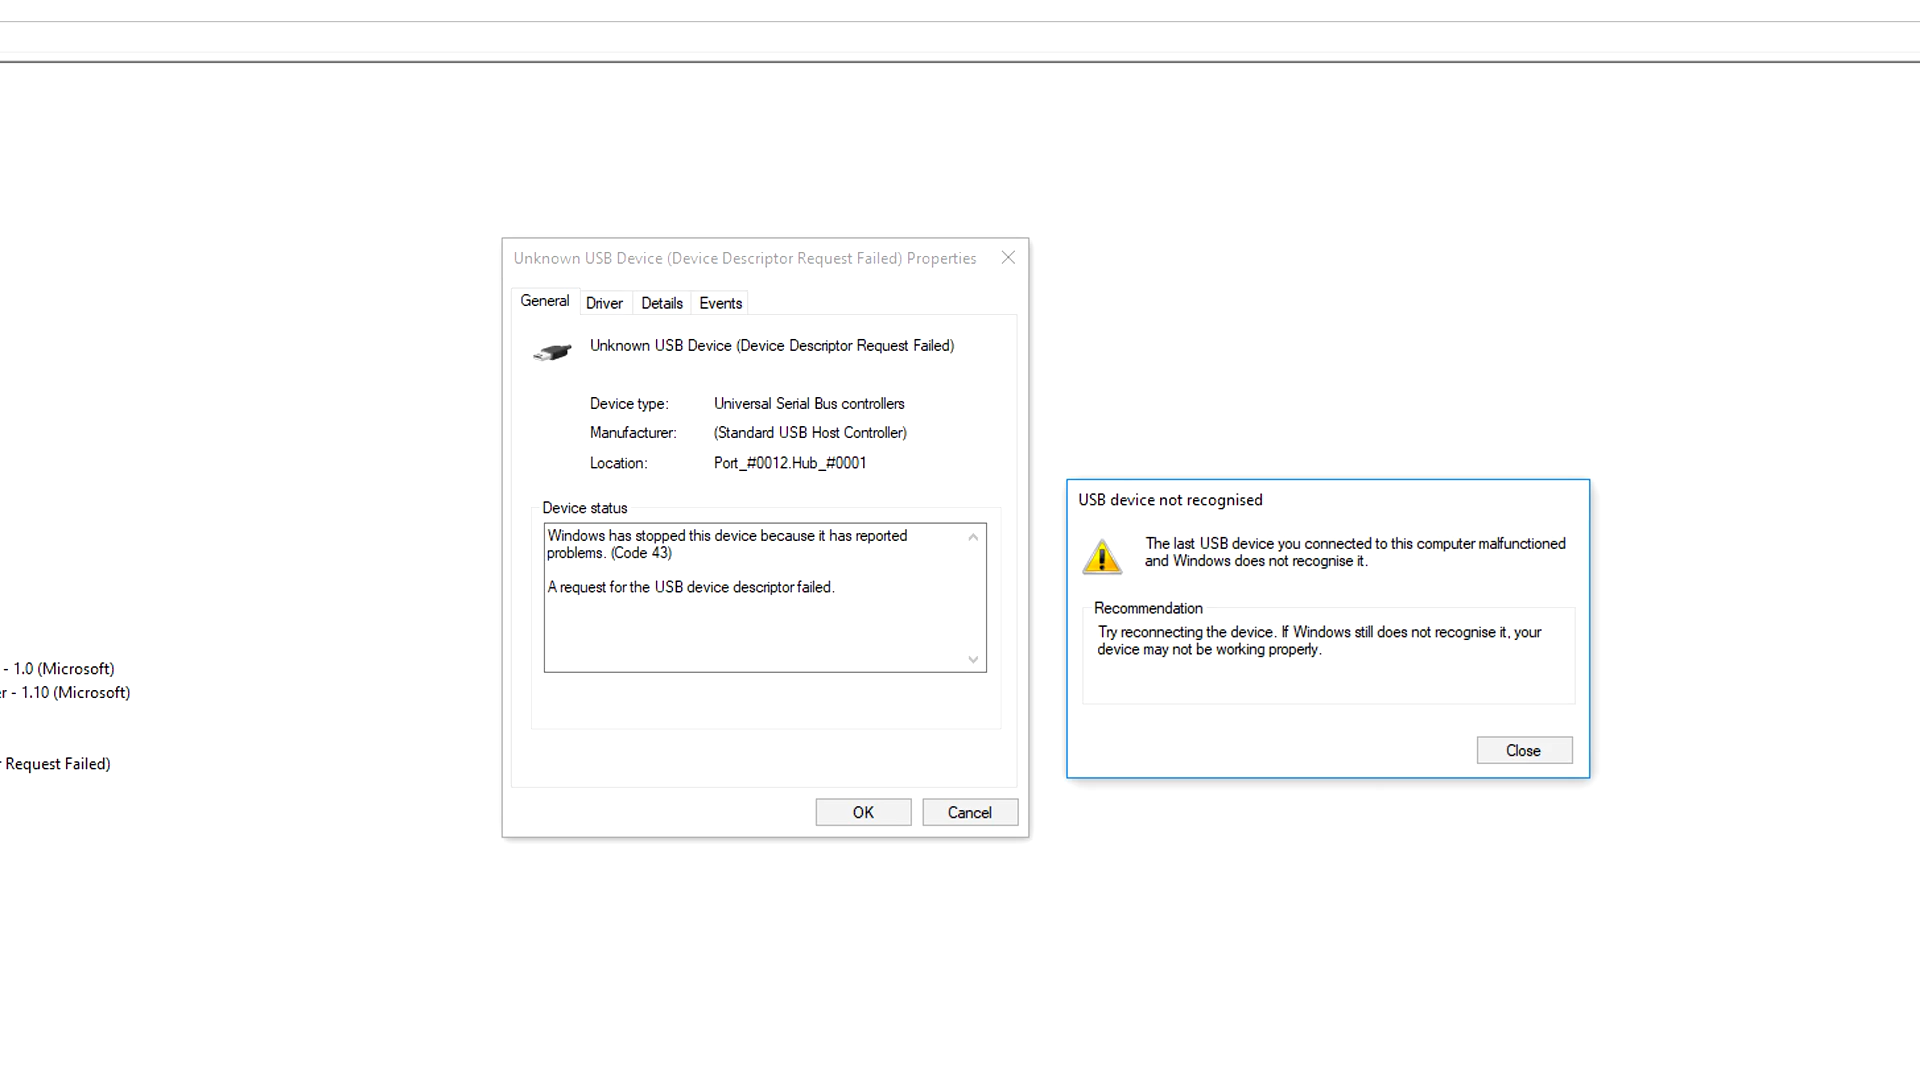 Unknown USB Device (Device Descriptor Request Failed) Properties
General Driver Details Events
Unknown USB Device (Device Descriptor Request Failed)
Device type: Universal Serial Bus controllers
Manufacturer: (Standard USB Host Controller)
Location: Port_#0012.Hub_#0001
Device status
Windows has stopped this device because it has reported
problems. (Code 43)
A request for the USB device descriptor failed.
OK Cancel
USB device not recognised
The last USB device you connected to this computer malfunctioned
and Windows does not recognise it.
Recommendation
Try reconnecting the device. If Windows still does not recognise it, your
device may not be working properly.
Close
- 1.0 (Microsoft)
r - 1.10 (Microsoft)
Request Failed)